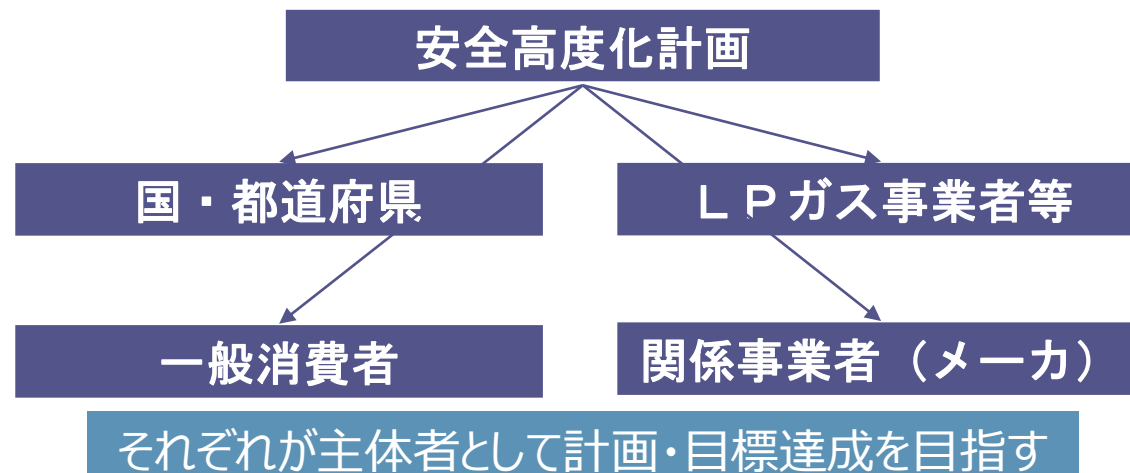 安全高度化計画
国・都道府県
ＬＰガス事業者等
一般消費者
関係事業者（メーカ）
それぞれが主体者として計画・目標達成を目指す